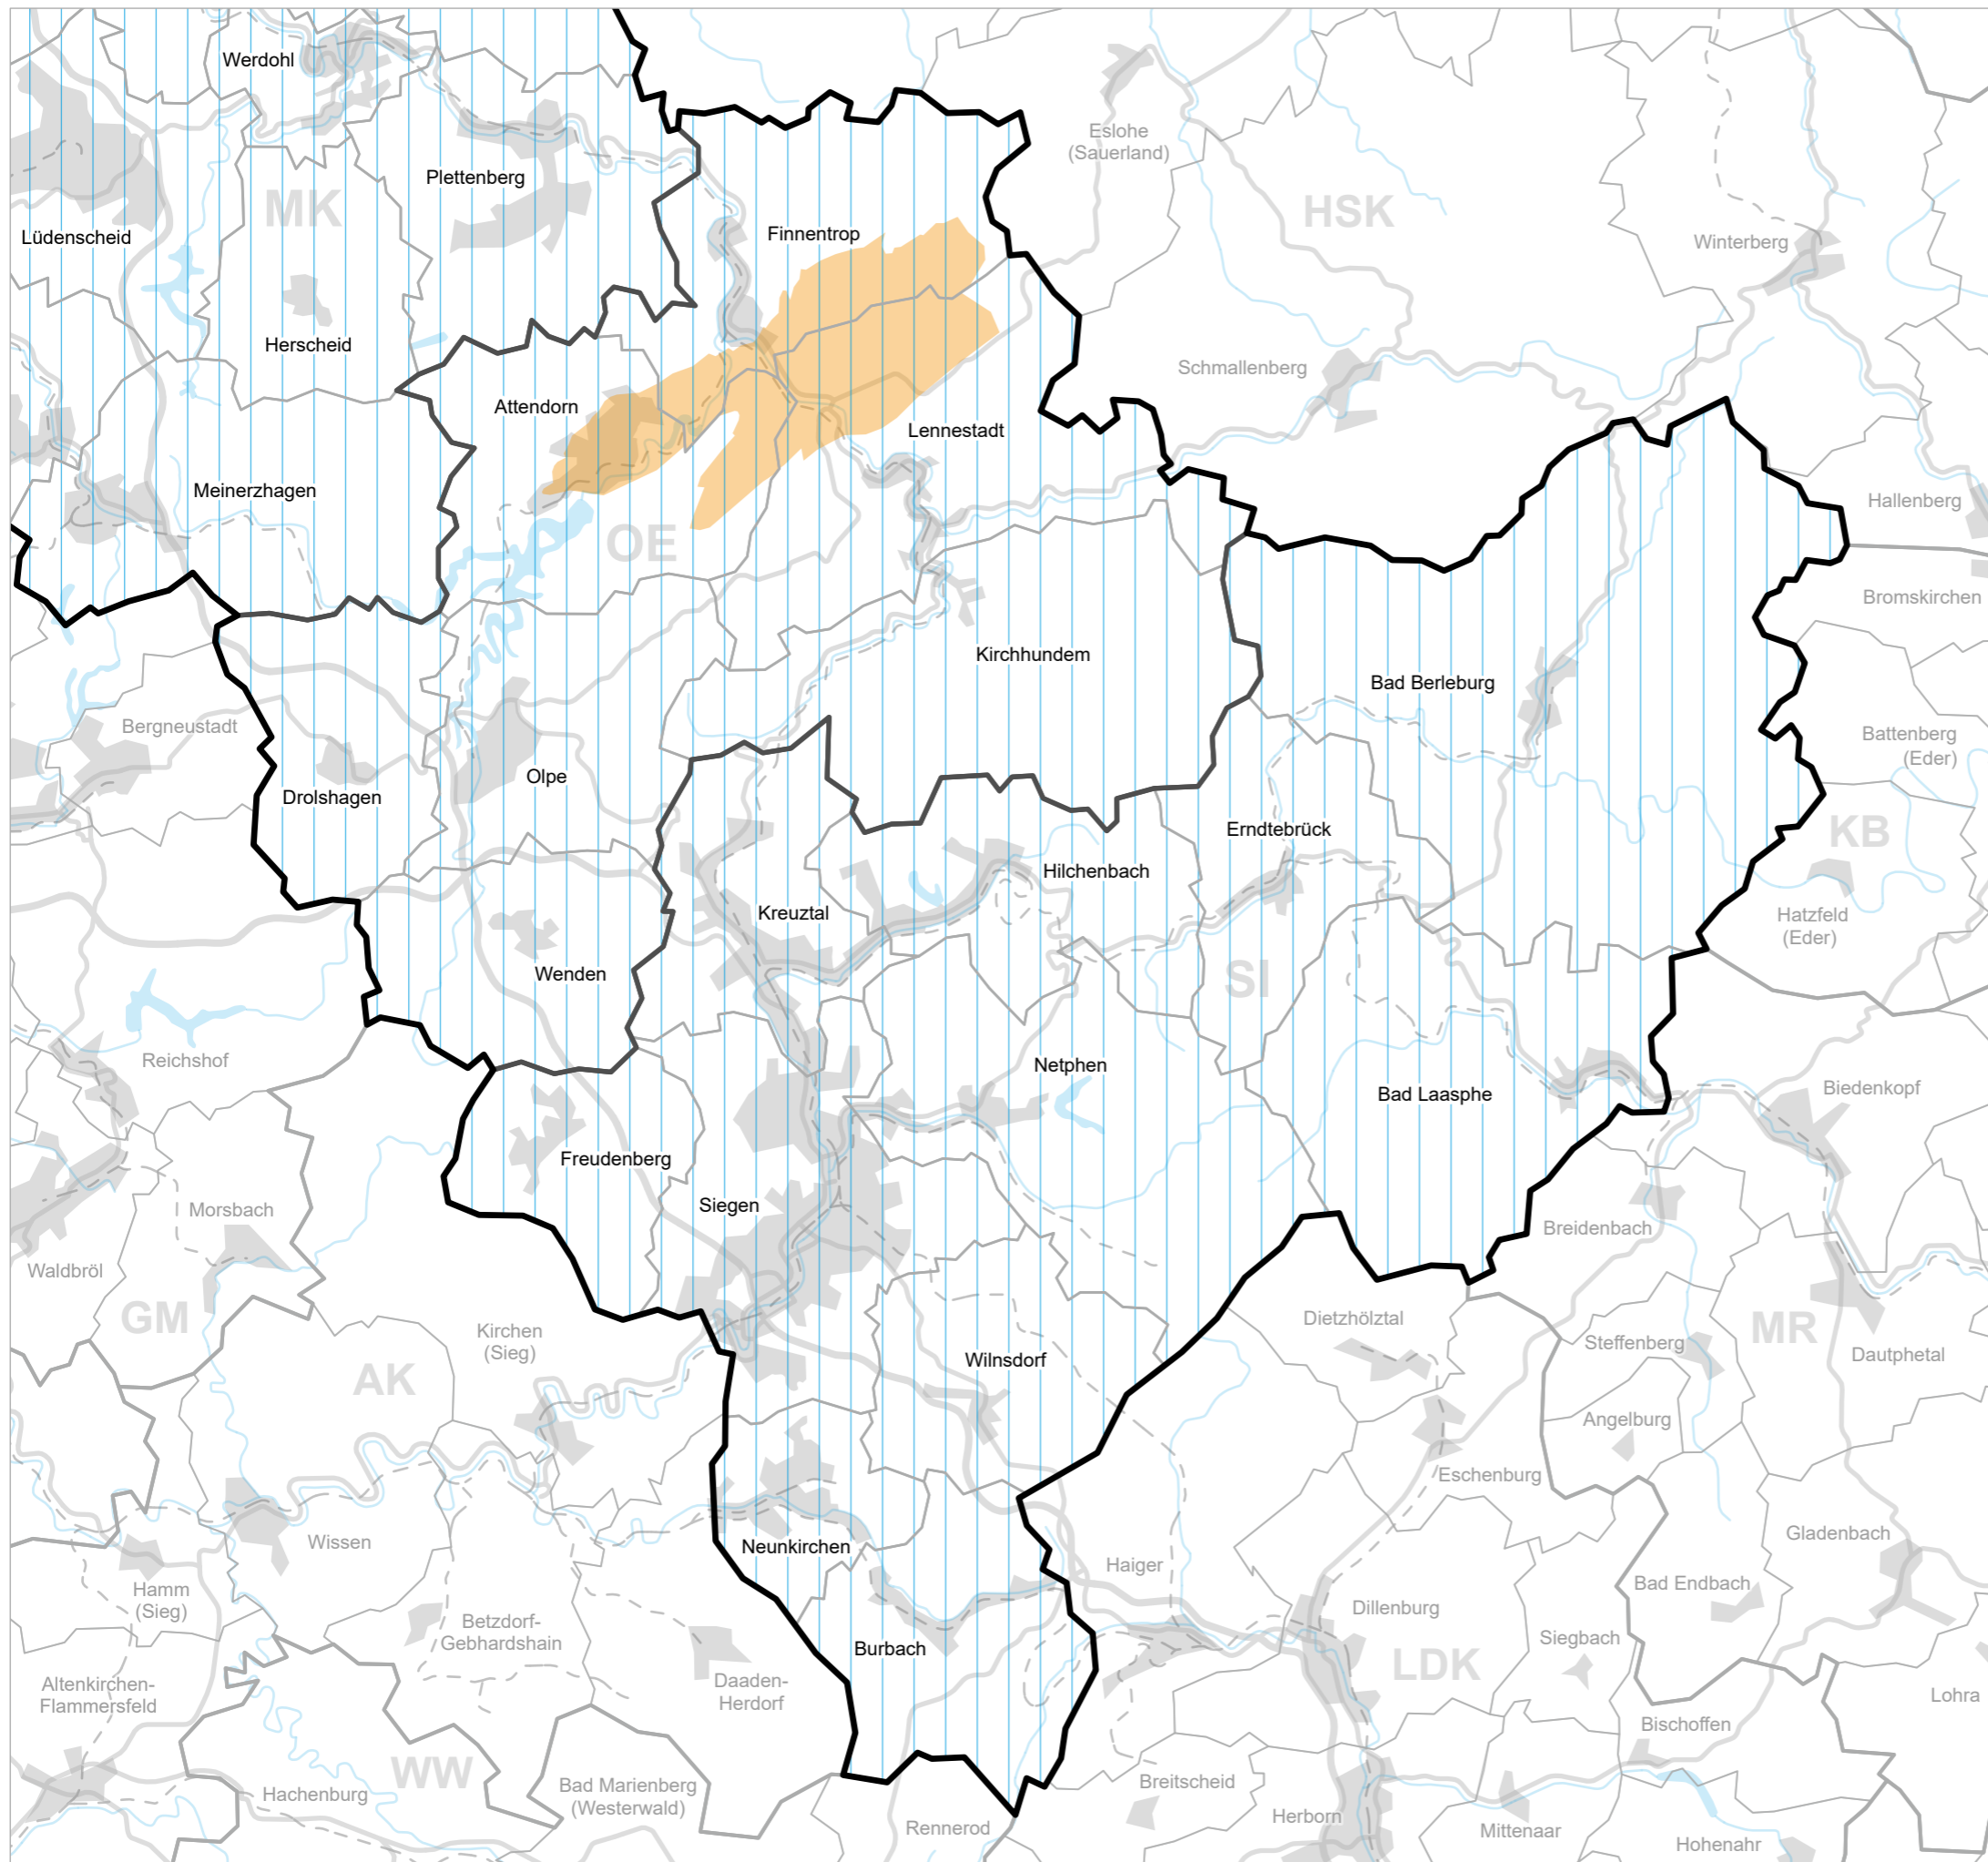 Werdohl
Eslohe
(Sauerland)
Plettenberg
MK
HSK
Lüdenscheid
Finnentrop
Winterberg
Herscheid
Schmallenberg
Attendorn
Lennestadt
Meinerzhagen
Hallenberg
OE
Bromskirchen
Kirchhundem
Bad Berleburg
Bergneustadt
Battenberg
(Eder)
Olpe
Drolshagen
Erndtebrück
KB
Hilchenbach
Kreuztal
Hatzfeld
(Eder)
Wenden
SI
Reichshof
Netphen
Bad Laasphe
Biedenkopf
Freudenberg
Morsbach
Siegen
Breidenbach
Waldbröl
GM
Dietzhölztal
MR
Kirchen
(Sieg)
Steffenberg
Dautphetal
Wilnsdorf
AK
Angelburg
Eschenburg
Wissen
Neunkirchen
Gladenbach
Haiger
Hamm
(Sieg)
Bad Endbach
Betzdorf-
Gebhardshain
Dillenburg
Siegbach
Burbach
LDK
Altenkirchen-
Flammersfeld
Daaden-
Herdorf
Lohra
Bischoffen
WW
Hachenburg
Bad Marienberg
(Westerwald)
Breitscheid
Rennerod
Herborn
Mittenaar
Hohenahr